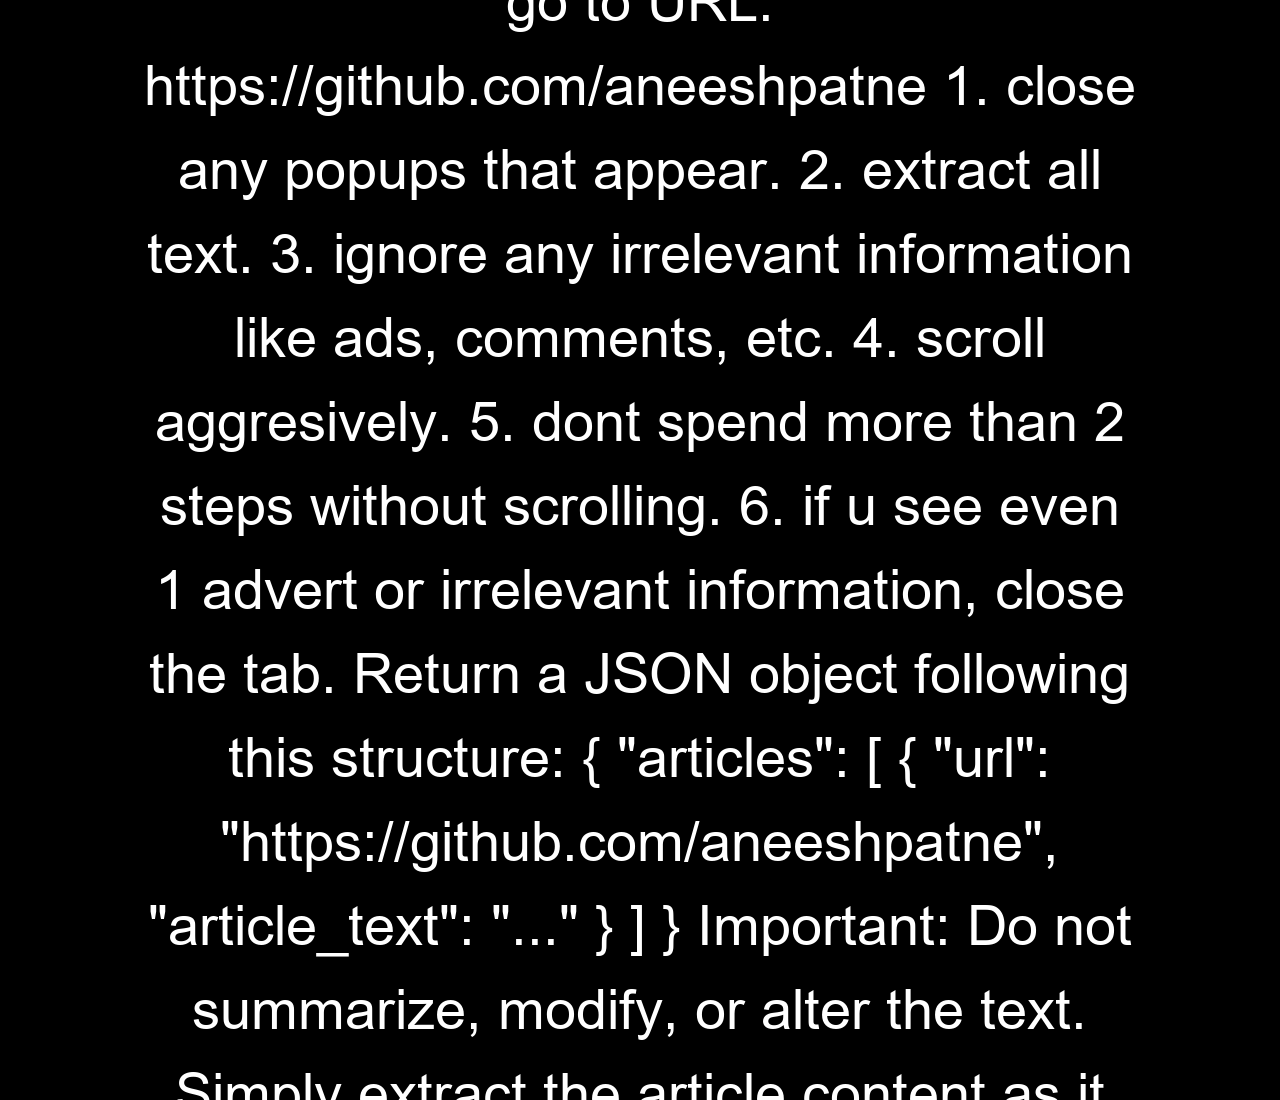 go to URL.
https://github.com/aneeshpatne 1. close
any popups that appear. 2. extract all
text. 3. ignore any irrelevant information
like ads, comments, etc. 4. scroll
aggresively. 5. dont spend more than 2
steps without scrolling. 6. if u see even
1 advert or irrelevant information, close
the tab. Return a JSON object following
this structure: { "articles": [ { "url":
"https://github.com/aneeshpatne",
"article_text": "..." } ] } Important: Do not
summarize, modify, or alter the text.
Simply extract the article content as it